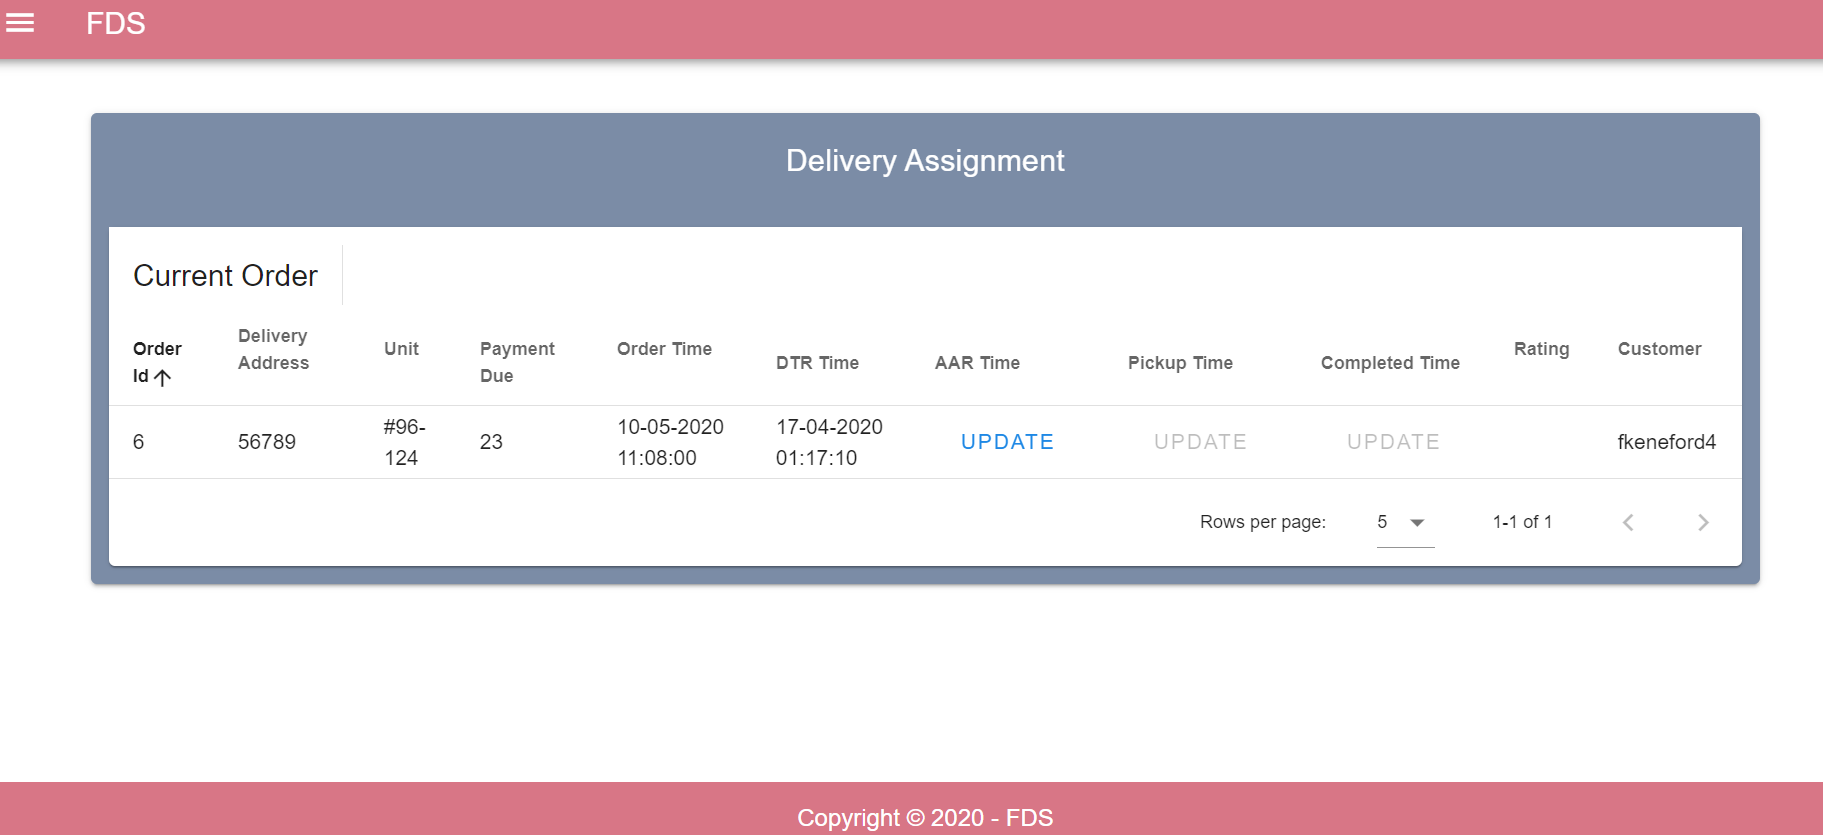 FDS
Delivery Assignment
Current Order
Order
Id
Delivery
Address
Unit
Payment
Due
Order Time
DTR Time
AAR Time
Pickup Time
Completed Time
Rating
Customer
6
56789
#96-
124
23
10-05-2020
11:08:00
17-04-2020
01:17:10
UPDATE
UPDATE
UPDATE
fkeneford4
Rows per page:
5
1-1 of 1
Copyright © 2020 - FDS